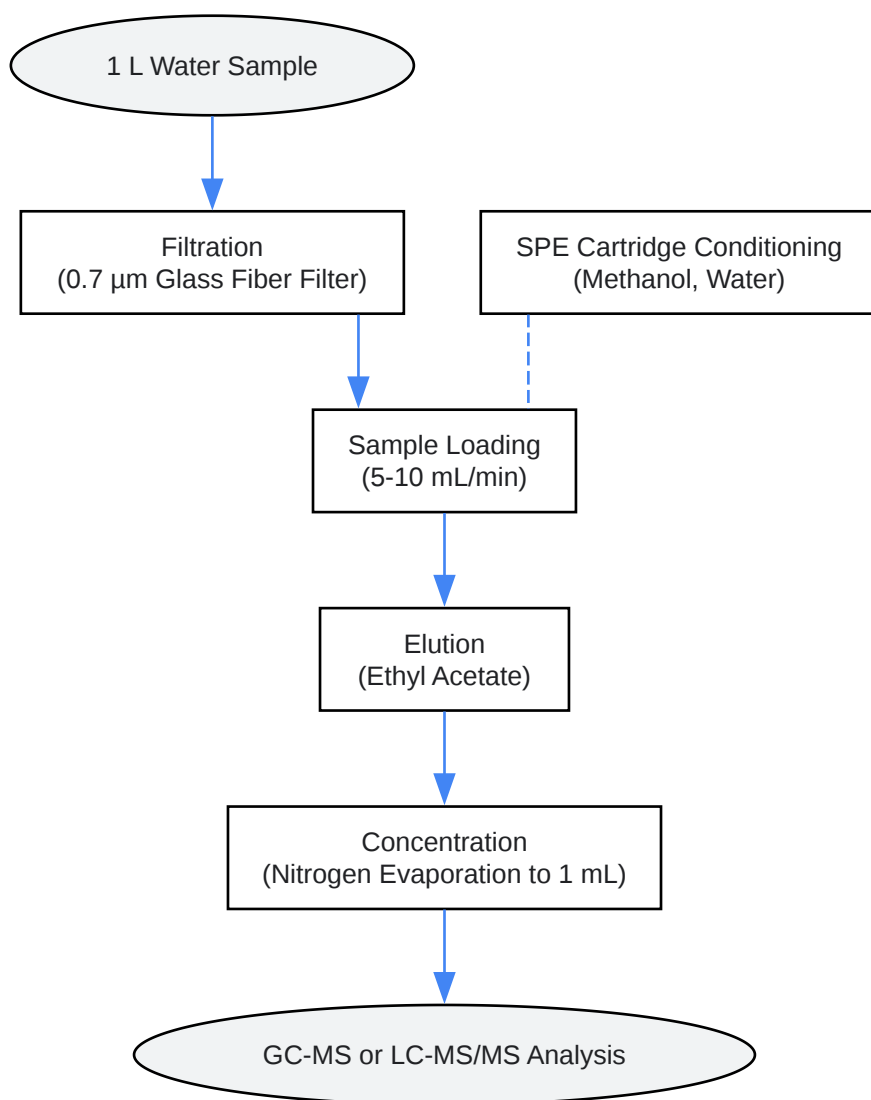 1 L Water Sample
Filtration
(0.7 µm Glass Fiber Filter)
SPE Cartridge Conditioning
(Methanol, Water)
Sample Loading
(5-10 mL/min)
Elution
(Ethyl Acetate)
Concentration
(Nitrogen Evaporation to 1 mL)
GC-MS or LC-MS/MS Analysis